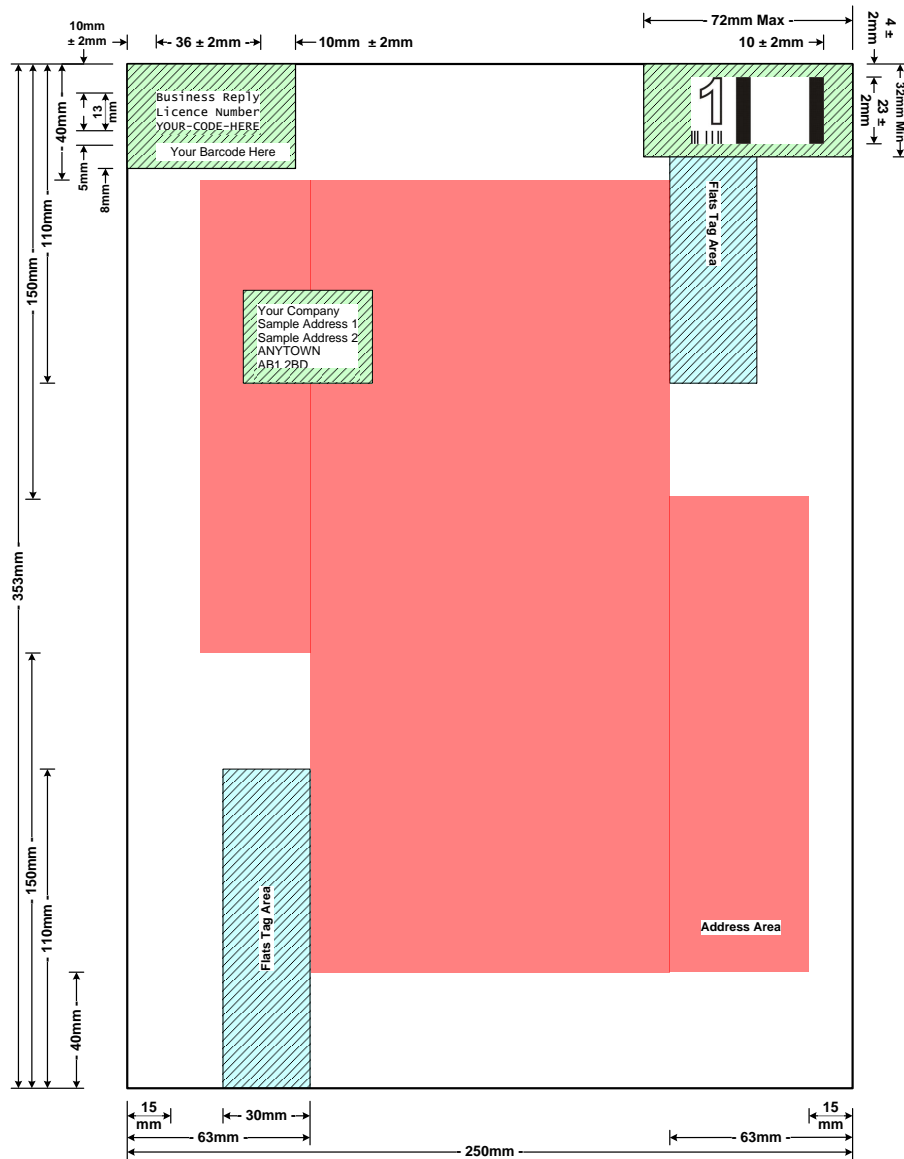 10mm
± 2mm
- 36 ± 2mm -
10mm ± 2mm
- 72mm Max -
10 ± 2mm
4 ±
2mm
32mm Min
23 ±
2mm
1
Business Reply
Licence Number
YOUR-CODE-HERE
Your Barcode Here
13
mm
- 40mm -
5mm
8mm
- 110mm -
- 150mm -
- 353mm -
Flats Tag Area
Your Company
Sample Address 1
Sample Address 2
ANYTOWN
AB1 2BD
- 150mm -
- 110mm -
- 40mm -
Flats Tag Area
Address Area
15
mm
- 30mm -
- 63mm -
- 250mm -
15
mm
- 63mm -